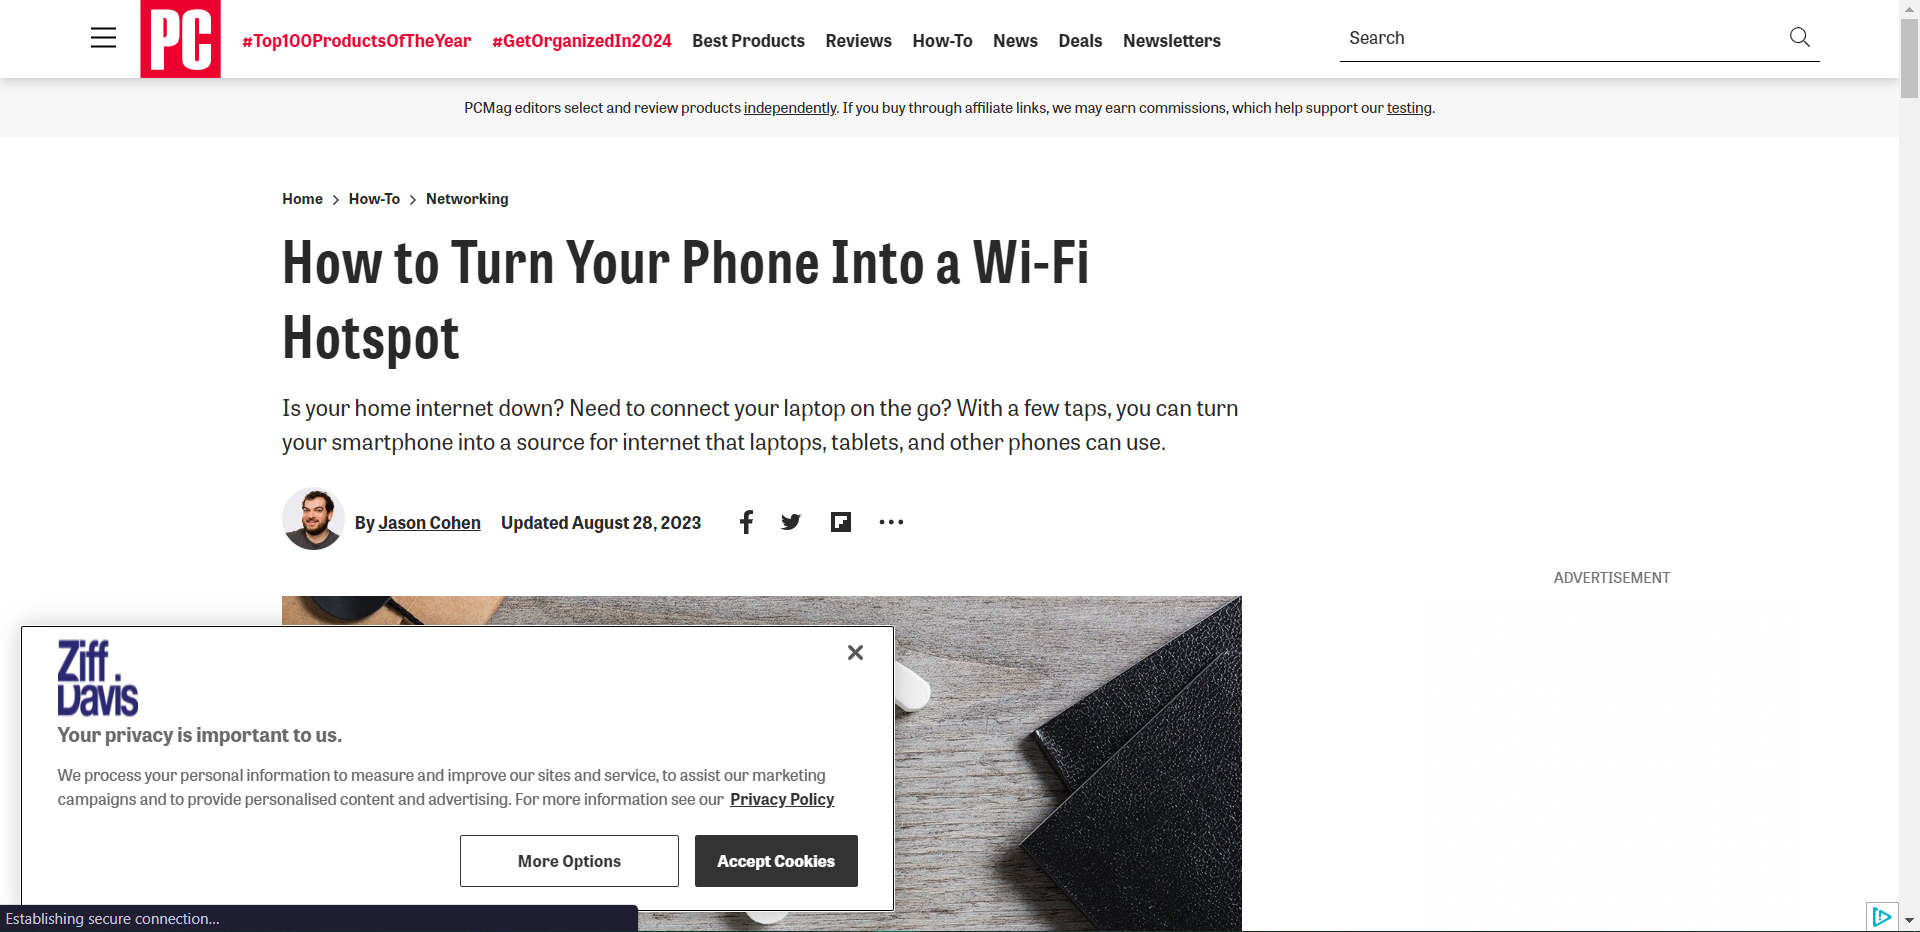 PC
#Top100ProductsOfTheYear
#GetOrganizedIn2024
Best Products
Reviews
How-To
News
Deals
Newsletters
Search
PCMag editors select and review products independently. If you buy through affiliate links, we may earn commissions, which help support our testing.
Home > How-To > Networking
How to Turn Your Phone Into a Wi-Fi
Hotspot
Is your home internet down? Need to connect your laptop on the go? With a few taps, you can turn
your smartphone into a source for internet that laptops, tablets, and other phones can use.
By Jason Cohen Updated August 28, 2023
ADVERTISEMENT
Ziff
Davis
Your privacy is important to us.
We process your personal information to measure and improve our sites and service, to assist our marketing
campaigns and to provide personalised content and advertising. For more information see our Privacy Policy
More Options
Accept Cookies
Establishing secure connection...